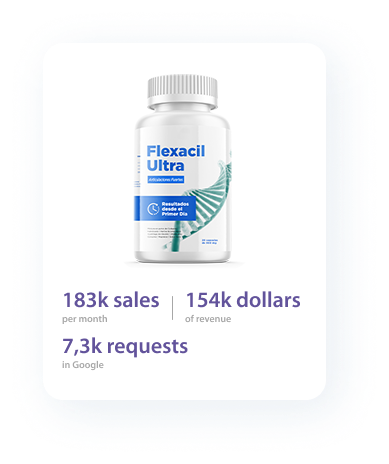 Flexacil
Ultra
Articulaciones Fuertes
Resultados
desde el
Primer Día
183k sales
per month
154k dollars
of revenue
7,3k requests
in Google